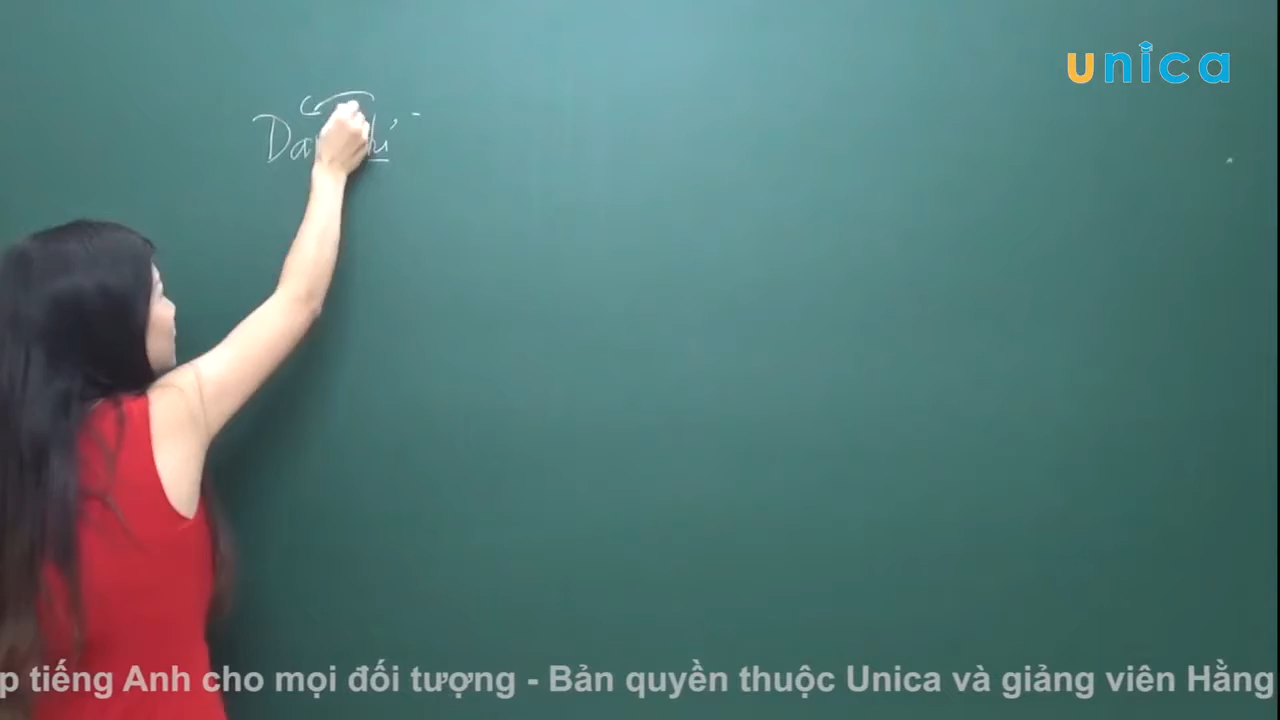 unica
p tiếng Anh cho mọi đối tượng - Bản quyền thuộc Unica và giảng viên Hằng